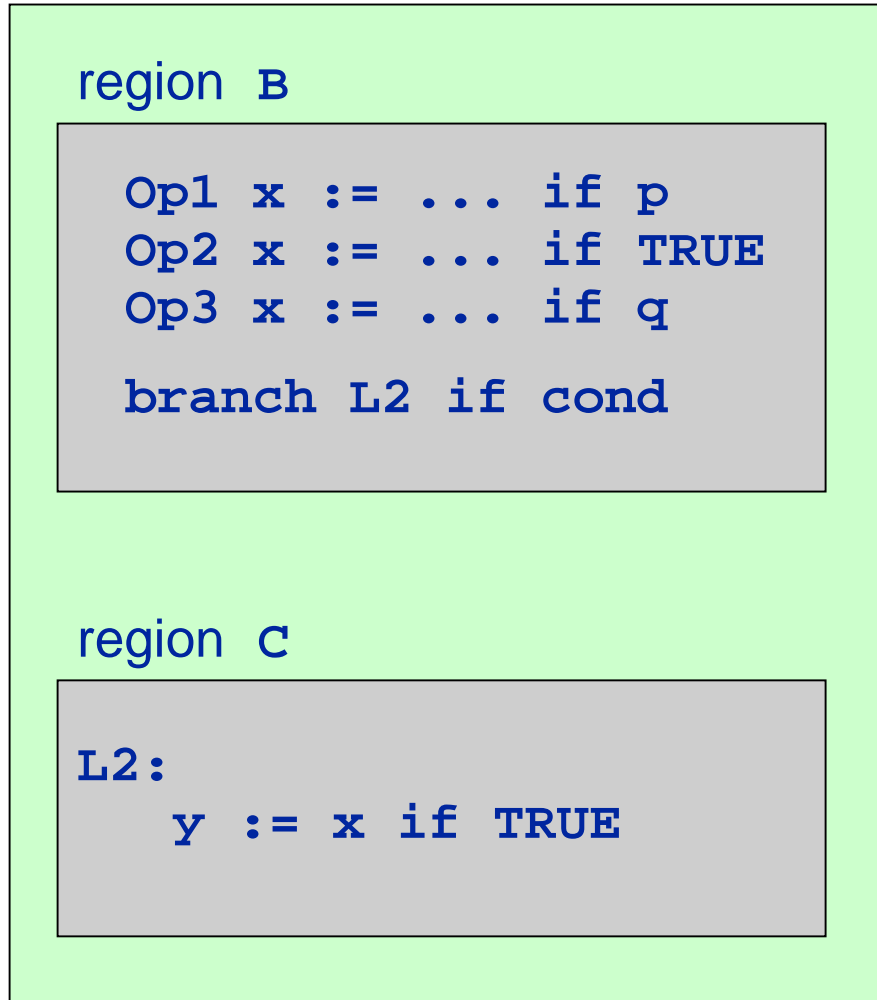 region B
Op1 x := ... if p
Op2 x := ... if TRUE
Op3 x := ... if q
branch L2 if cond
region C
L2:
y := x if TRUE